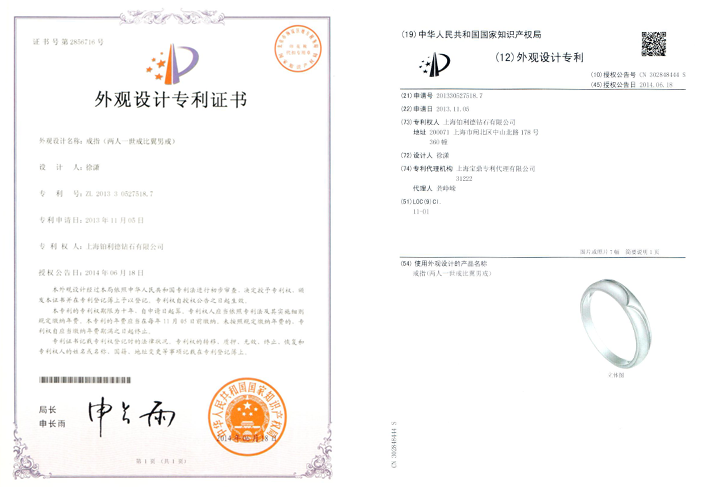 证书号第2856716号
外观设计专利证书
外观设计名称：戒指（两人一世戒比翼男戒）
设 计 人：徐潇
专 利 号：ZL 2013 3 0527518.7
专利申请日：2013年11月05日
专 利 权 人：上海铂利德钻石有限公司
授权公告日：2014年06月18日
本外观设计经过本局依照中华人民共和国专利法进行初步审查，决定授予专利权，颁
发本证书并在专利登记簿上予以登记。专利权自授权公告之日起生效。
本专利的专利权期限为十年，自申请日起算。专利权人应当依照专利法及其实施细则
规定缴纳年费。本专利的年费应当在每年11月05日前缴纳。未按照规定缴纳年费的，专
利权自应当缴纳年费期满之日起终止。
专利证书记载专利权登记时的法律状况。专利权的转移、质押、无效、终止、恢复和
专利权人的姓名或名称、国籍、地址变更等事项记载在专利登记簿上。
局长
申长雨
申长雨
中华人民共和国国家知识产权局
2014年06月18日
第 1 页（共 1 页）
(19)中华人民共和国国家知识产权局
(12)外观设计专利
(10)授权公告号 CN 302848444 S
(45)授权公告日 2014.06.18
(21)申请号 201330527518.7
(22)申请日 2013.11.05
(73)专利权人 上海铂利德钻石有限公司
地址 200071 上海市闸北区中山北路 178 号
360 幢
(72)设计人 徐潇
(74)专利代理机构 上海宝鼎专利代理有限公司
31222
代理人
(51)LOC(9)Cl.
11-01
图片或照片 7 幅 简要说明 1 页
(54) 使用外观设计的产品名称
戒指(两人一世戒比翼男戒)
立体图
CN 302848444 S